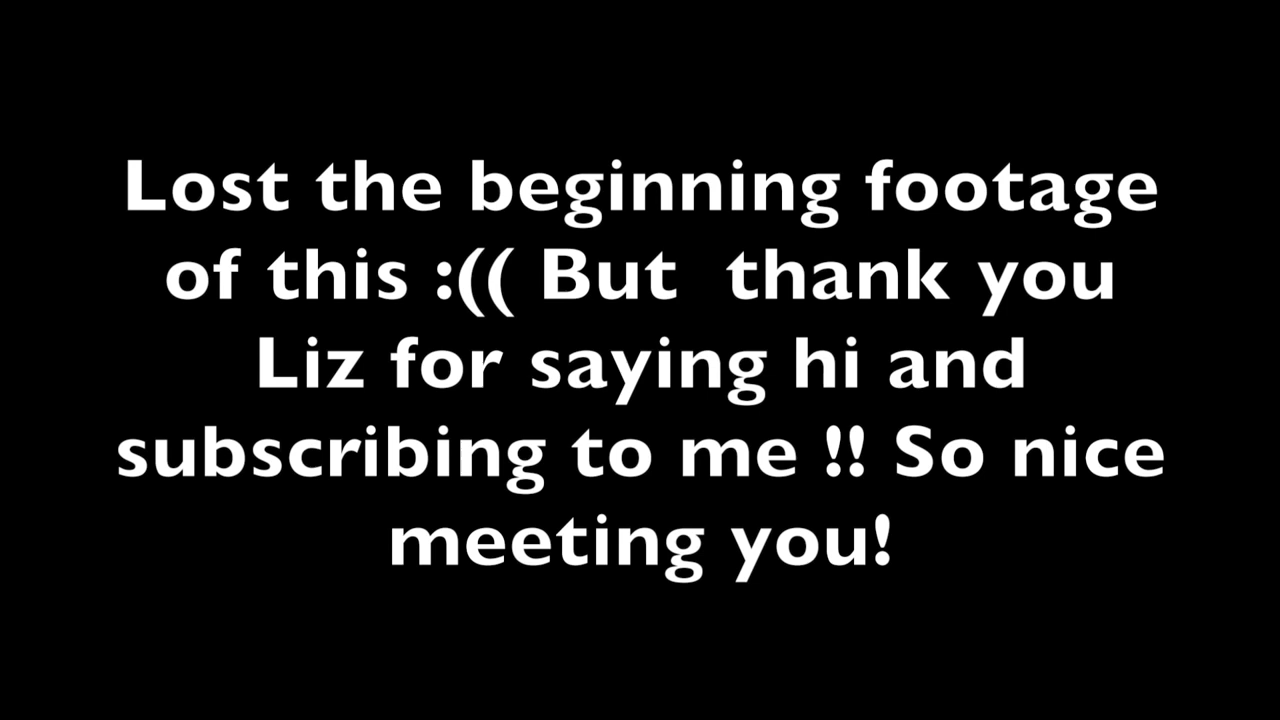 Lost the beginning footage
of this :(( But  thank you
Liz for saying hi and
subscribing to me !! So nice
meeting you!